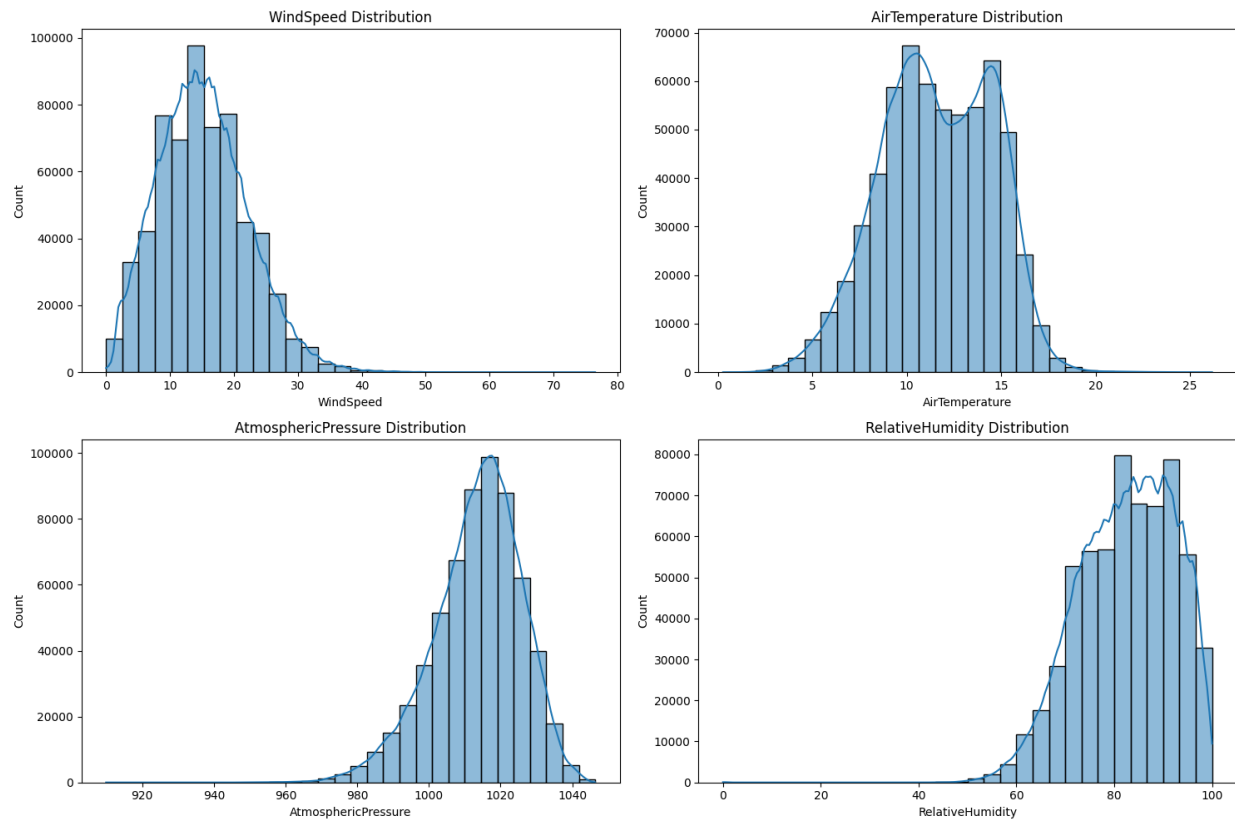 WindSpeed Distribution
100000
80000
60000
40000
20000
0
Count
0 10 20 30 40 50 60 70 80
WindSpeed
AirTemperature Distribution
70000
60000
50000
40000
30000
20000
10000
0
Count
0 5 10 15 20 25
AirTemperature
AtmosphericPressure Distribution
100000
80000
60000
40000
20000
0
Count
920 940 960 980 1000 1020 1040
AtmosphericPressure
RelativeHumidity Distribution
80000
70000
60000
50000
40000
30000
20000
10000
0
Count
0 20 40 60 80 100
RelativeHumidity